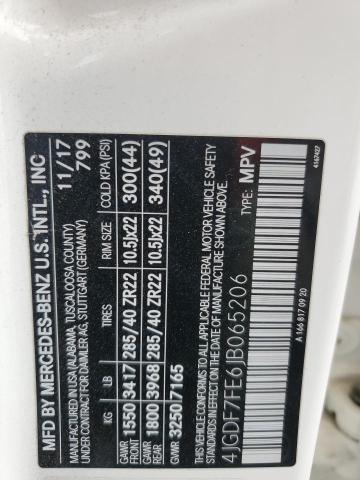 MFD BY MERCEDES-BENZ U.S. INTL., INC
MANUFACTURED IN USA (ALABAMA, TUSCALOOSA COUNTY) 11/17
UNDER CONTRACT FOR DAIMLER AG, STUTTGART (GERMANY) 799
KG LB TIRES RIM SIZE COLD KPA (PSI)
GAWR FRONT 1550 3417 285/40 ZR22 10.5Jx22 300(44)
GAWR REAR 1800 3968 285/40 ZR22 10.5Jx22 340(49)
GVWR 3250 7165
THIS VEHICLE CONFORMS TO ALL APPLICABLE FEDERAL MOTOR VEHICLE SAFETY
STANDARDS IN EFFECT ON THE DATE OF MANUFACTURE SHOWN ABOVE.
4JGDF7FE6JB065206 TYPE: MPV
A 166 817 09 20 4167427